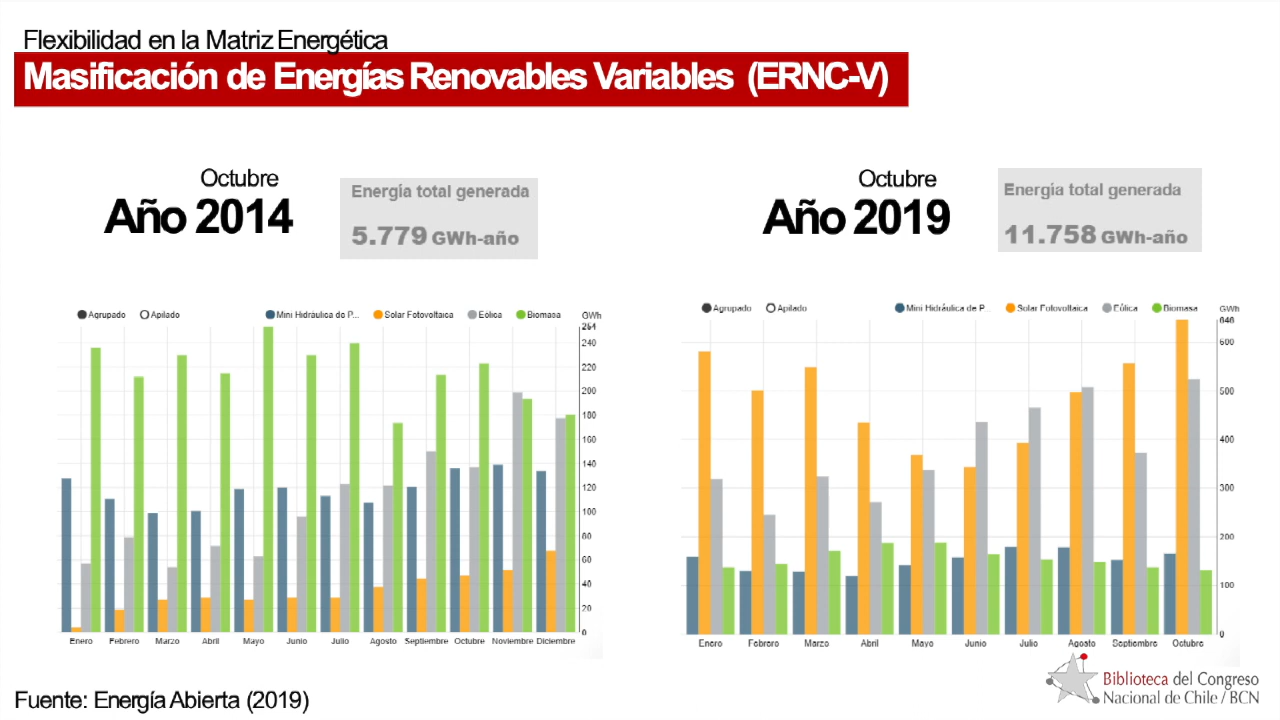 Flexibilidad en la Matriz Energética
Masificación de Energías Renovables Variables (ERNC-V)
Octubre
Año 2014
Energía total generada
5.779 GWh-año
Octubre
Año 2019
Energía total generada
11.758 GWh-año
Agrupado Apilado Mini Hidráulica de P... Solar Fotovoltaica Eólica Biomasa GWh
264
240
220
200
180
160
140
120
100
80
60
40
20
0
Enero Febrero Marzo Abril Mayo Junio Julio Agosto Septiembre Octubre Noviembre Diciembre
Agrupado Apilado Mini Hidráulica de P... Solar Fotovoltaica Eólica Biomasa GWh
646
600
500
400
300
200
100
0
Enero Febrero Marzo Abril Mayo Junio Julio Agosto Septiembre Octubre
Fuente: Energía Abierta (2019)
Biblioteca del Congreso
Nacional de Chile / BCN